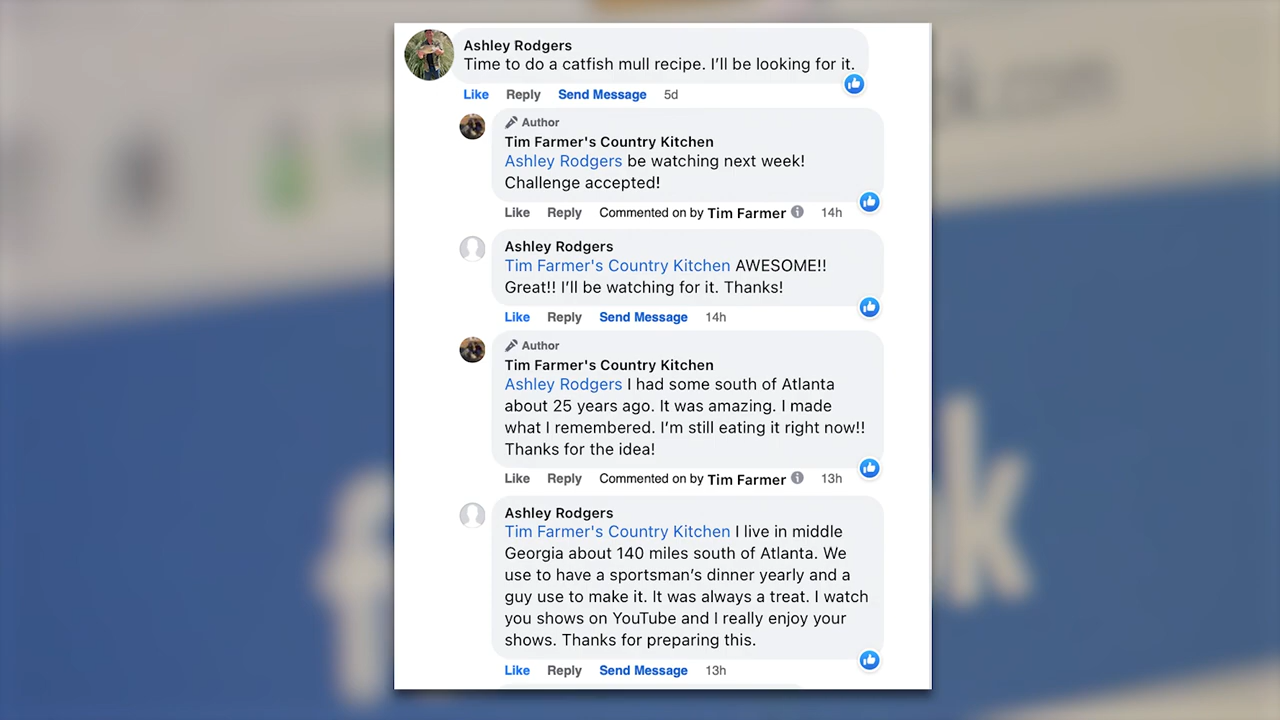 Ashley Rodgers
Time to do a catfish mull recipe. I'll be looking for it.
Like Reply Send Message 5d
Author
Tim Farmer's Country Kitchen
Ashley Rodgers be watching next week!
Challenge accepted!
Like Reply Commented on by Tim Farmer 14h
Ashley Rodgers
Tim Farmer's Country Kitchen AWESOME!!
Great!! I'll be watching for it. Thanks!
Like Reply Send Message 14h
Author
Tim Farmer's Country Kitchen
Ashley Rodgers I had some south of Atlanta
about 25 years ago. It was amazing. I made
what I remembered. I'm still eating it right now!!
Thanks for the idea!
Like Reply Commented on by Tim Farmer 13h
Ashley Rodgers
Tim Farmer's Country Kitchen I live in middle
Georgia about 140 miles south of Atlanta. We
use to have a sportsman's dinner yearly and a
guy use to make it. It was always a treat. I watch
you shows on YouTube and I really enjoy your
shows. Thanks for preparing this.
Like Reply Send Message 13h